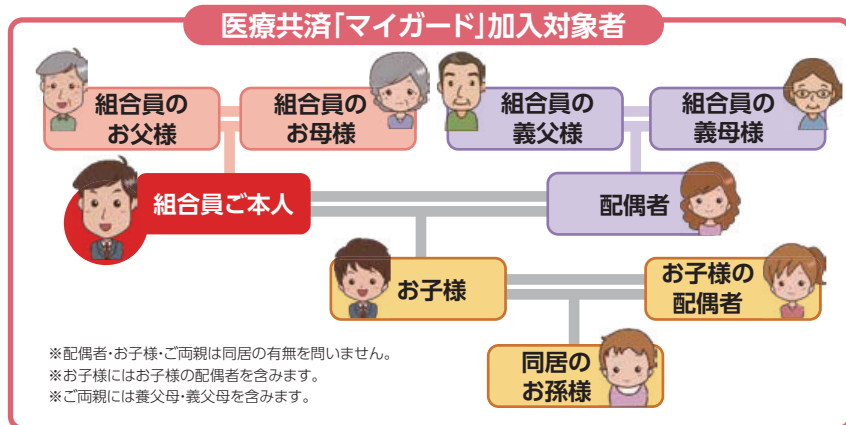 医療共済「マイガード」加入対象者
組合員の
お父様
組合員の
お母様
組合員の
義父様
組合員の
義母様
組合員ご本人
配偶者
お子様
お子様の
配偶者
同居の
お孫様
※配偶者・お子様・ご両親は同居の有無を問いません。
※お子様にはお子様の配偶者を含みます。
※ご両親には養父母・義父母を含みます。